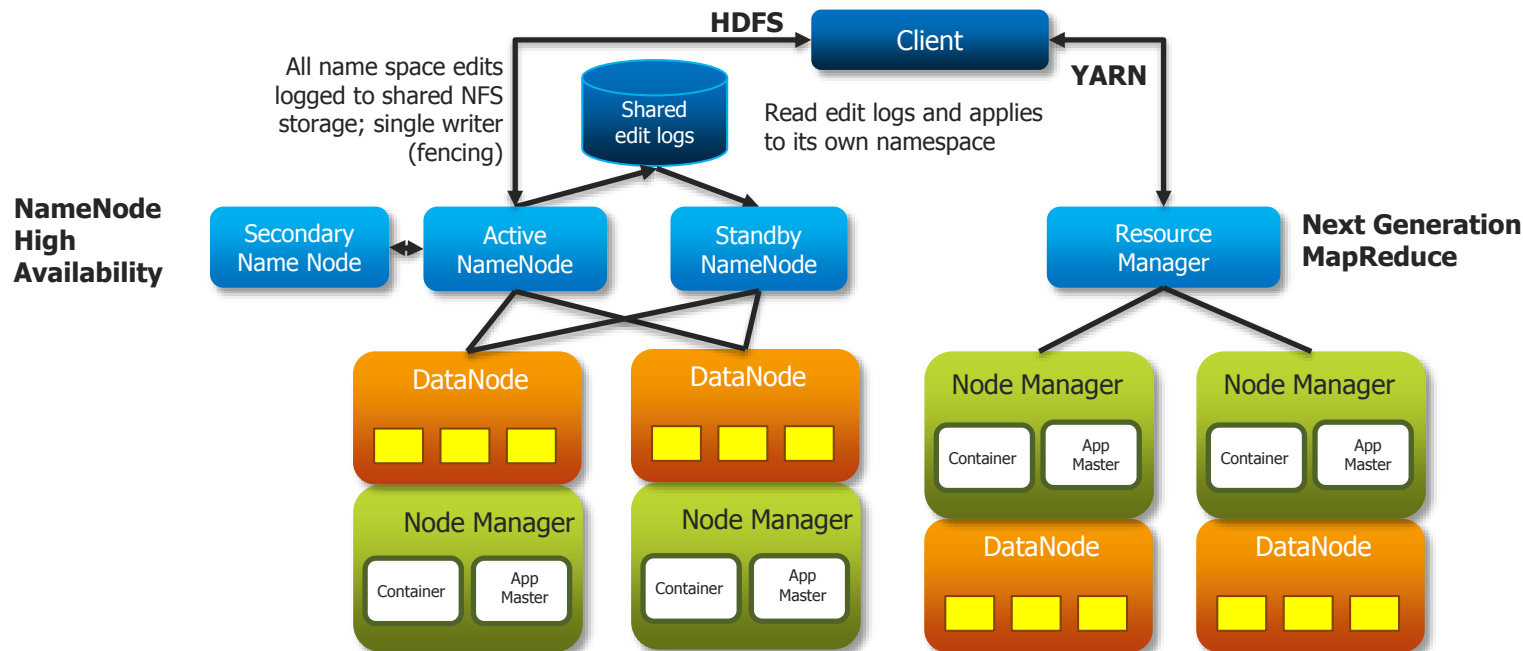 HDFS
Client
YARN
All name space edits
logged to shared NFS
storage; single writer
(fencing)
Shared
edit logs
Read edit logs and applies
to its own namespace
NameNode
High
Availability
Secondary
Name Node
Active
NameNode
Standby
NameNode
Resource
Manager
Next Generation
MapReduce
DataNode
DataNode
Node Manager
Container
App
Master
Node Manager
Container
App
Master
Node Manager
Container
App
Master
Node Manager
Container
App
Master
DataNode
DataNode